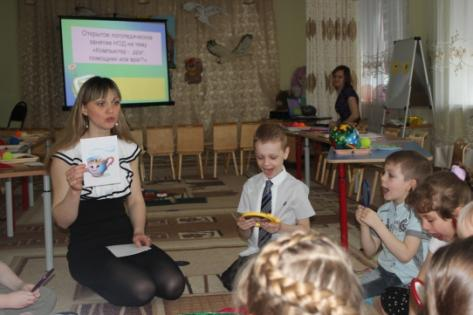 Открытое логопедическое
занятие НОД на тему
«Компьютер - друг,
помощник или враг?»